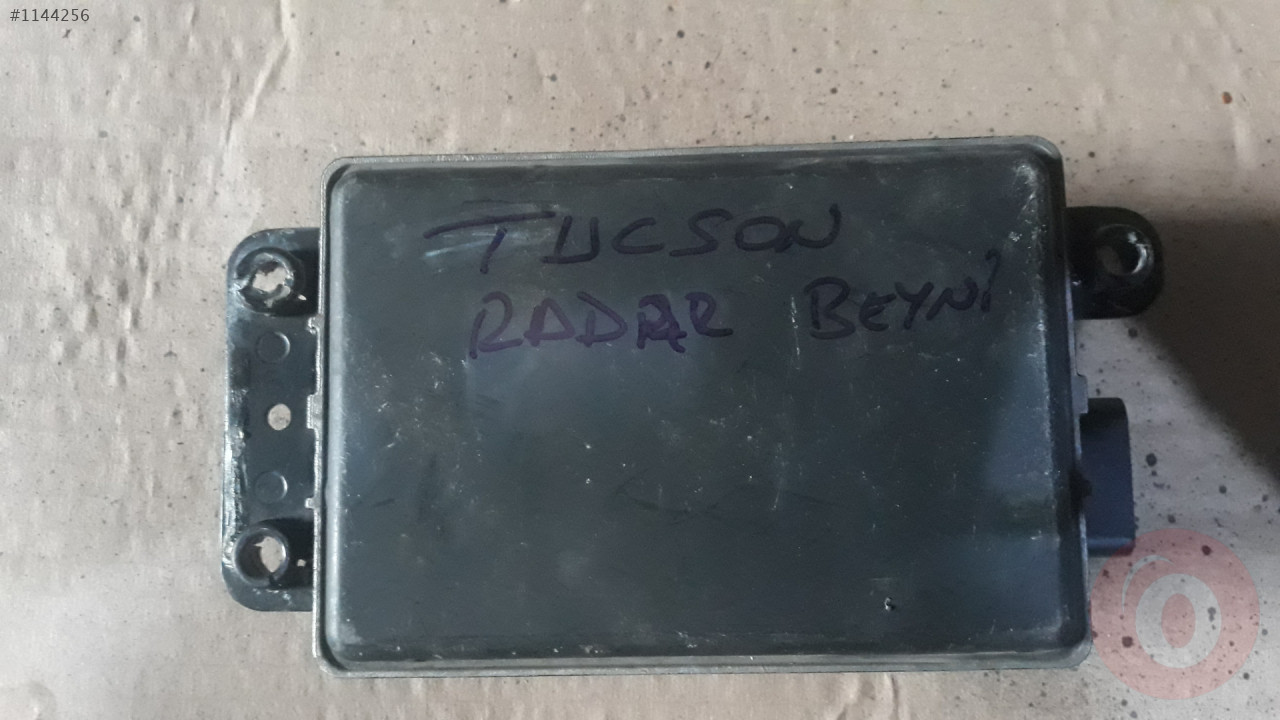 #1144256
TUCSON
RADAR BEYNİ